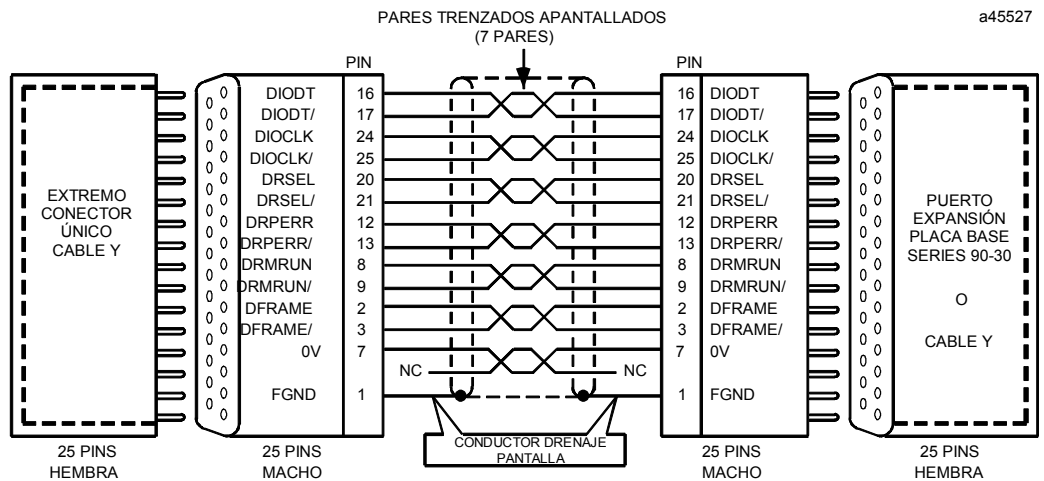 PARES TRENZADOS APANTALLADOS
(7 PARES)
a45527
PIN
PIN
DIODT 16
16 DIODT
DIODT/ 17
17 DIODT/
DIOCLK 24
24 DIOCLK
DIOCLK/ 25
25 DIOCLK/
DRSEL 20
20 DRSEL
DRSEL/ 21
21 DRSEL/
DRPERR 12
12 DRPERR
DRPERR/ 13
13 DRPERR/
DRMRUN 8
8 DRMRUN
DRMRUN/ 9
9 DRMRUN/
DFRAME 2
2 DFRAME
DFRAME/ 3
3 DFRAME/
0V 7
7 0V
NC
NC
FGND 1
1 FGND
EXTREMO
CONECTOR
ÚNICO
CABLE Y
PUERTO
EXPANSIÓN
PLACA BASE
SERIES 90-30
O
CABLE Y
CONDUCTOR DRENAJE
PANTALLA
25 PINS
HEMBRA
25 PINS
MACHO
25 PINS
MACHO
25 PINS
HEMBRA